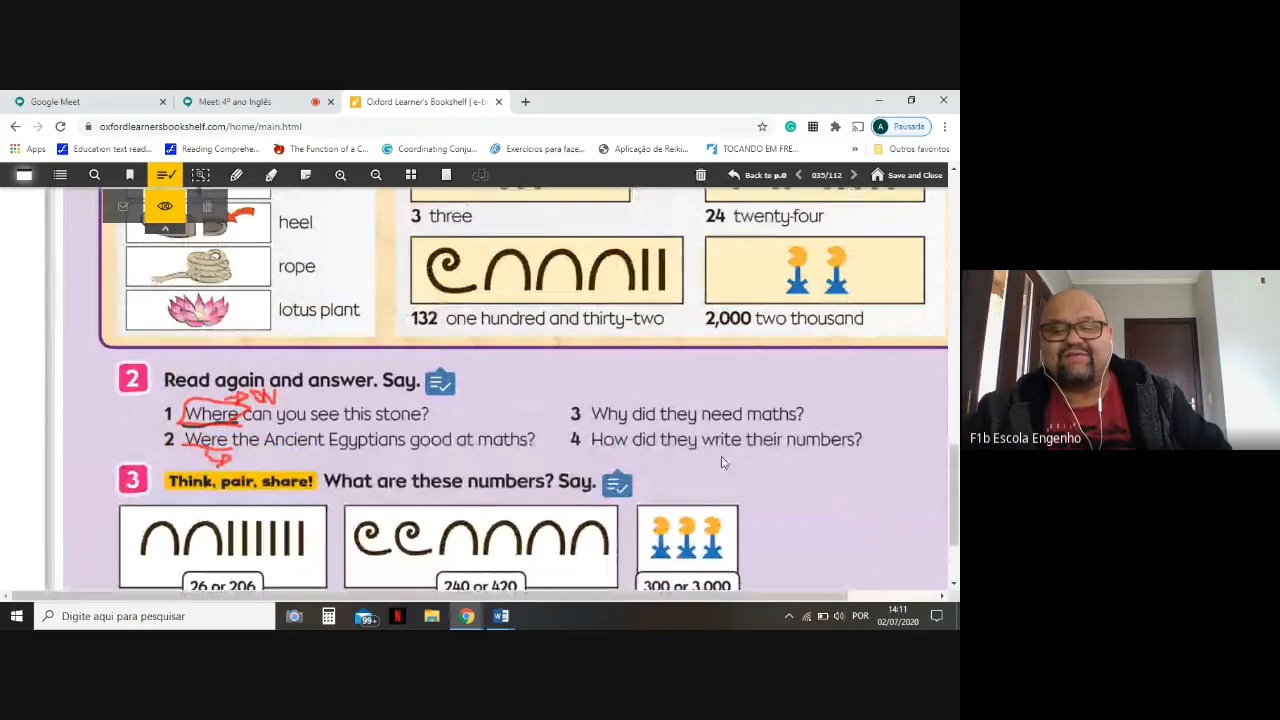 Google Meet
Meet: 4º ano Inglês
Oxford Learner's Bookshelf | e-b
oxfordlearnersbookshelf.com/home/main.html
A Pausada
Apps
Education text read...
Reading Comprehe...
The Function of a C...
Coordinating Conju...
Exercícios para faze...
Aplicação de Reiki...
TOCANDO EM FRE...
»
Outros favoritos
Back to p.0
035/112
Save and Close
heel
rope
lotus plant
3 three
24 twenty-four
132 one hundred and thirty-two
2,000 two thousand
2 Read again and answer. Say.
1 Where can you see this stone?
2 Were the Ancient Egyptians good at maths?
3 Why did they need maths?
4 How did they write their numbers?
3 Think, pair, share! What are these numbers? Say.
26 or 206
240 or 420
300 or 3,000
Digite aqui para pesquisar
99+
N
W
POR
14:11
02/07/2020
F1b Escola Engenho